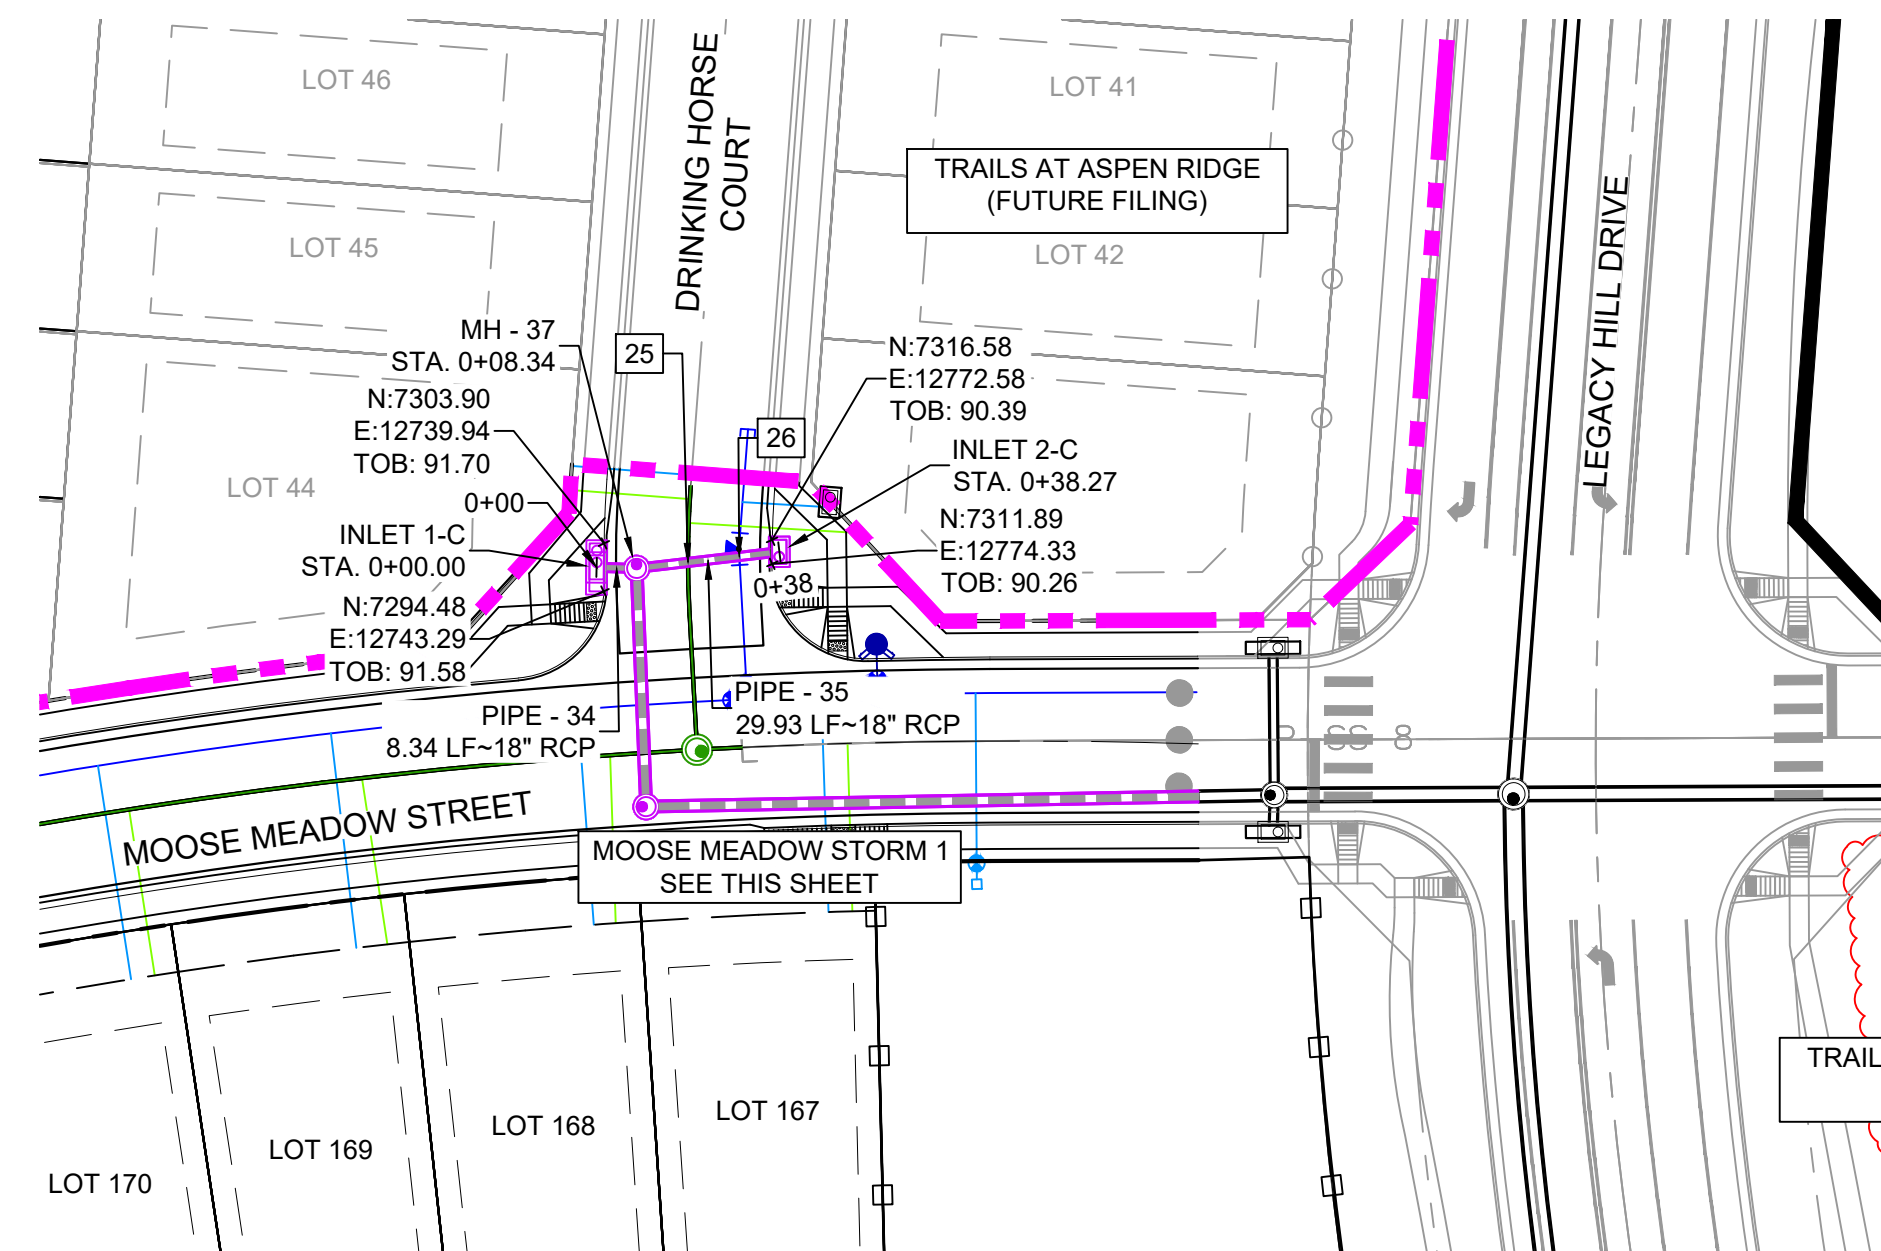 LOT 46
LOT 41
DRINKING HORSE
COURT
TRAILS AT ASPEN RIDGE
(FUTURE FILING)
LOT 45
LOT 42
LEGACY HILL DRIVE
MH - 37
STA. 0+08.34
25
N:7303.90
E:12739.94
TOB: 91.70
N:7316.58
E:12772.58
TOB: 90.39
26
INLET 2-C
STA. 0+38.27
LOT 44
0+00
INLET 1-C
STA. 0+00.00
N:7311.89
E:12774.33
TOB: 90.26
0+38
N:7294.48
E:12743.29
TOB: 91.58
PIPE - 34
8.34 LF~18" RCP
PIPE - 35
29.93 LF~18" RCP
MOOSE MEADOW STREET
MOOSE MEADOW STORM 1
SEE THIS SHEET
TRAIL
LOT 167
LOT 168
LOT 169
LOT 170